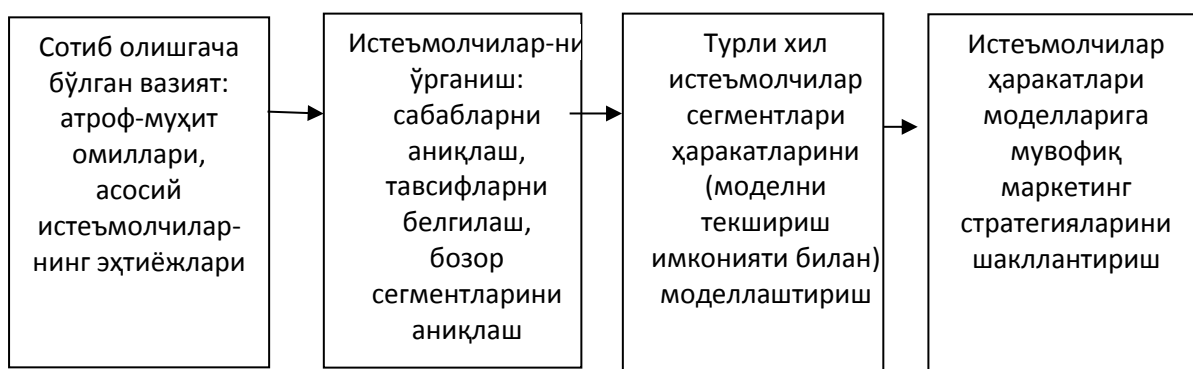 Сотиб олишгача
бўлган вазият:
атроф-муҳит
омиллари,
асосий
истеъмолчилар-
нинг эҳтиёжлари
Истеъмолчилар-ни
ўрганиш:
сабабларни
аниқлаш,
тавсифларни
белгилаш,
бозор
сегментларини
аниқлаш
Турли хил
истеъмолчилар
сегментлари
ҳаракатларини
(моделни
текшириш
имконияти билан)
моделлаштириш
Истеъмолчилар
ҳаракатлари
моделларига
мувофиқ
маркетинг
стратегияларини
шакллантириш